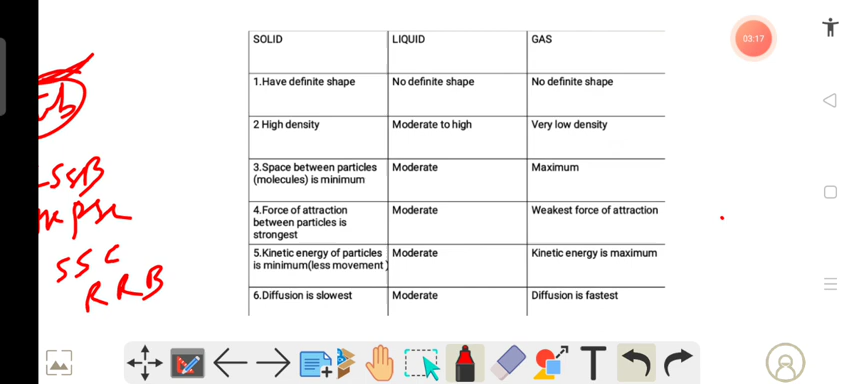 03:17
SOLID LIQUID GAS
1.Have definite shape No definite shape No definite shape
2 High density Moderate to high Very low density
3.Space between particles Moderate Maximum
(molecules) is minimum
4.Force of attraction Moderate Weakest force of attraction
between particles is
strongest
5.Kinetic energy of particles Moderate Kinetic energy is maximum
is minimum(less movement )
6.Diffusion is slowest Moderate Diffusion is fastest
SSB
PSC
SSC
RRB
T